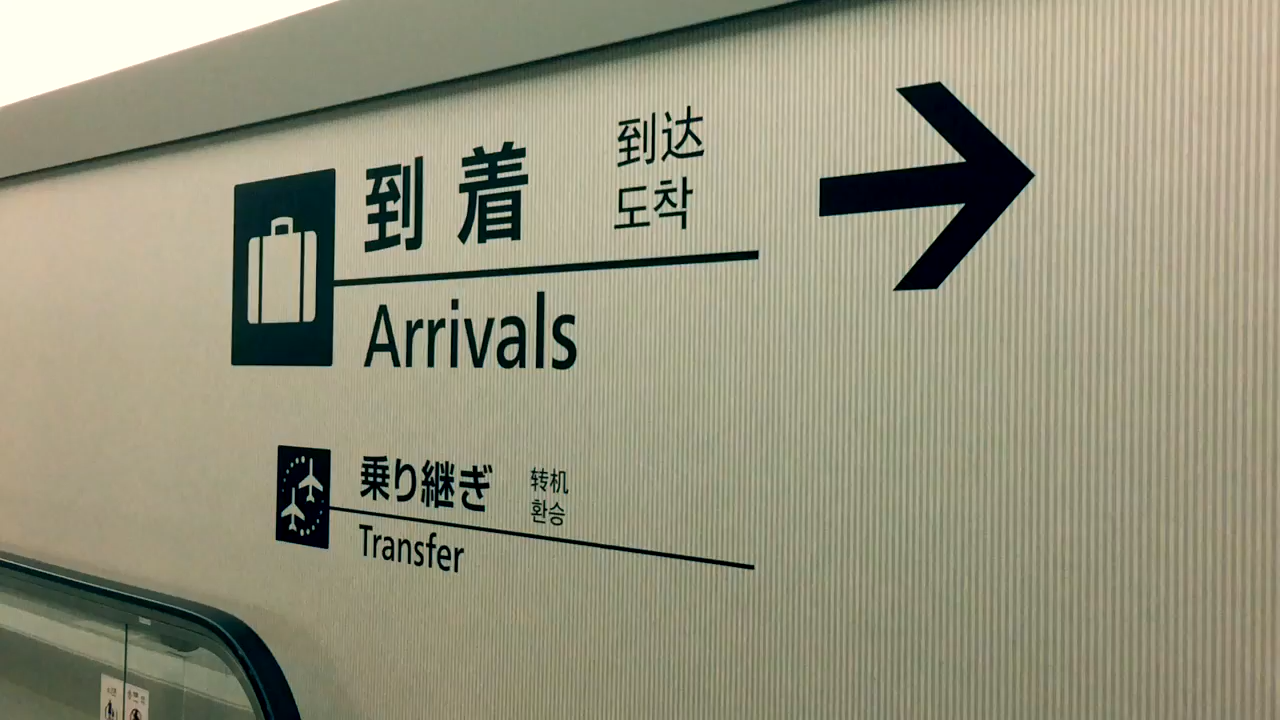 到着
到达
도착
Arrivals
乗り継ぎ
转机
환승
Transfer